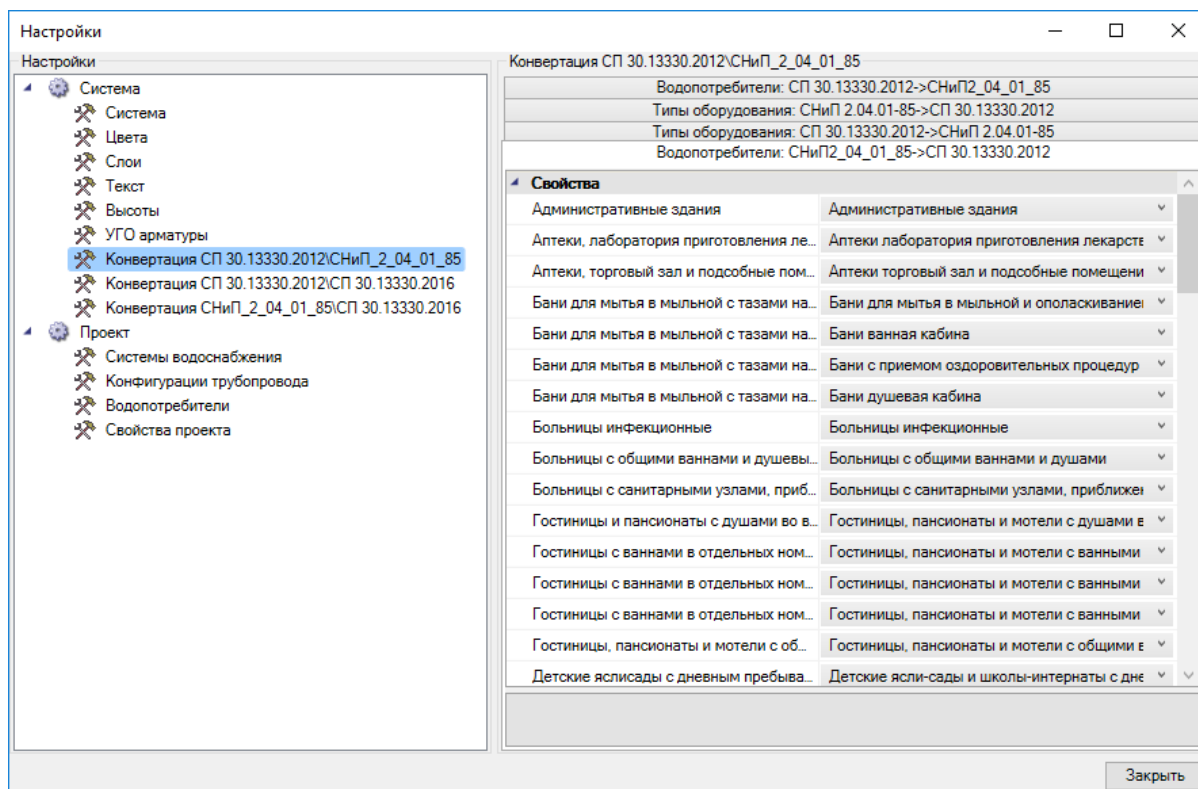 Настройки
Настройки
Система
Система
Цвета
Слои
Текст
Высоты
УГО арматуры
Конвертация СП 30.13330.2012\СНиП_2_04_01_85
Конвертация СП 30.13330.2012\СП 30.13330.2016
Конвертация СНиП_2_04_01_85\СП 30.13330.2016
Проект
Системы водоснабжения
Конфигурации трубопровода
Водопотребители
Свойства проекта
Конвертация СП 30.13330.2012\СНиП_2_04_01_85
Водопотребители: СП 30.13330.2012->СНиП2_04_01_85
Типы оборудования: СНиП 2.04.01-85->СП 30.13330.2012
Типы оборудования: СП 30.13330.2012->СНиП 2.04.01-85
Водопотребители: СНиП2_04_01_85->СП 30.13330.2012
Свойства
Административные здания Административные здания
Аптеки, лаборатория приготовления ле... Аптеки лаборатория приготовления лекарств
Аптеки, торговый зал и подсобные пом... Аптеки торговый зал и подсобные помещени
Бани для мытья в мыльной с тазами на... Бани для мытья в мыльной и ополаскивание
Бани для мытья в мыльной с тазами на... Бани ванная кабина
Бани для мытья в мыльной с тазами на... Бани с приемом оздоровительных процедур
Бани для мытья в мыльной с тазами на... Бани душевая кабина
Больницы инфекционные Больницы инфекционные
Больницы с общими ваннами и душевы... Больницы с общими ваннами и душами
Больницы с санитарными узлами, приб... Больницы с санитарными узлами, приближен
Гостиницы и пансионаты с душами во в... Гостиницы, пансионаты и мотели с душами в
Гостиницы с ваннами в отдельных ном... Гостиницы, пансионаты и мотели с ванными
Гостиницы с ваннами в отдельных ном... Гостиницы, пансионаты и мотели с ванными
Гостиницы с ваннами в отдельных ном... Гостиницы, пансионаты и мотели с ванными
Гостиницы, пансионаты и мотели с об... Гостиницы, пансионаты и мотели с общими в
Детские яслисады с дневным пребыва... Детские ясли-сады и школы-интернаты с дне
Закрыть